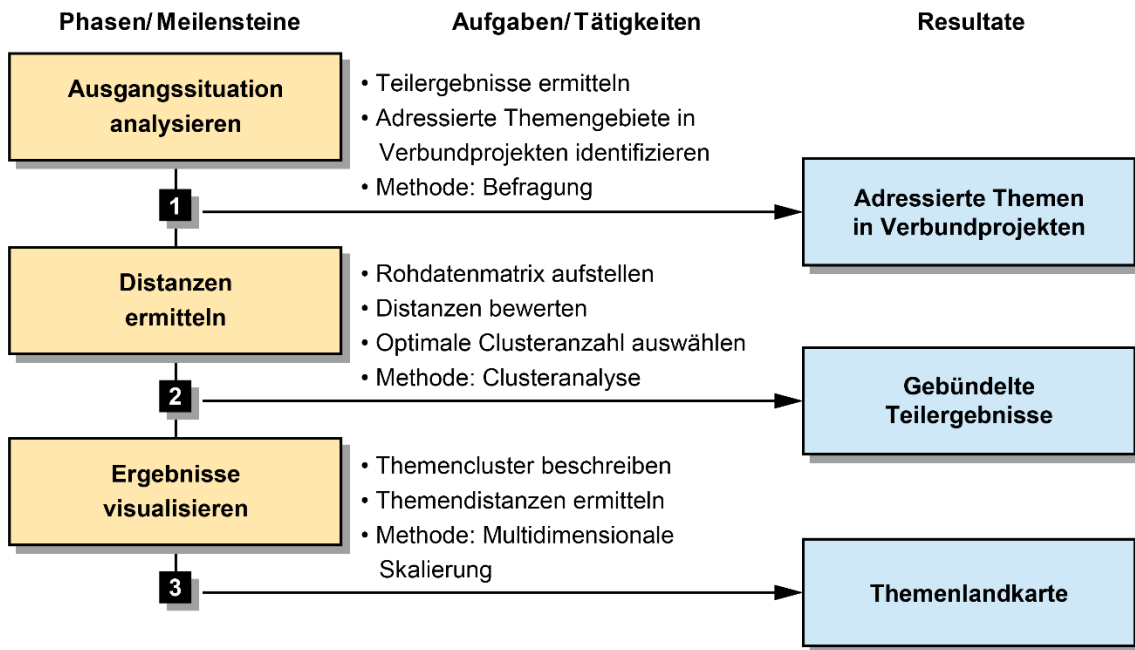 Phasen/Meilensteine
Aufgaben/Tätigkeiten
Resultate
Ausgangssituation
analysieren
• Teilergebnisse ermitteln
• Adressierte Themengebiete in
Verbundprojekten identifizieren
• Methode: Befragung
1
Adressierte Themen
in Verbundprojekten
Distanzen
ermitteln
• Rohdatenmatrix aufstellen
• Distanzen bewerten
• Optimale Clusteranzahl auswählen
• Methode: Clusteranalyse
2
Gebündelte
Teilergebnisse
Ergebnisse
visualisieren
• Themencluster beschreiben
• Themendistanzen ermitteln
• Methode: Multidimensionale
Skalierung
3
Themenlandkarte